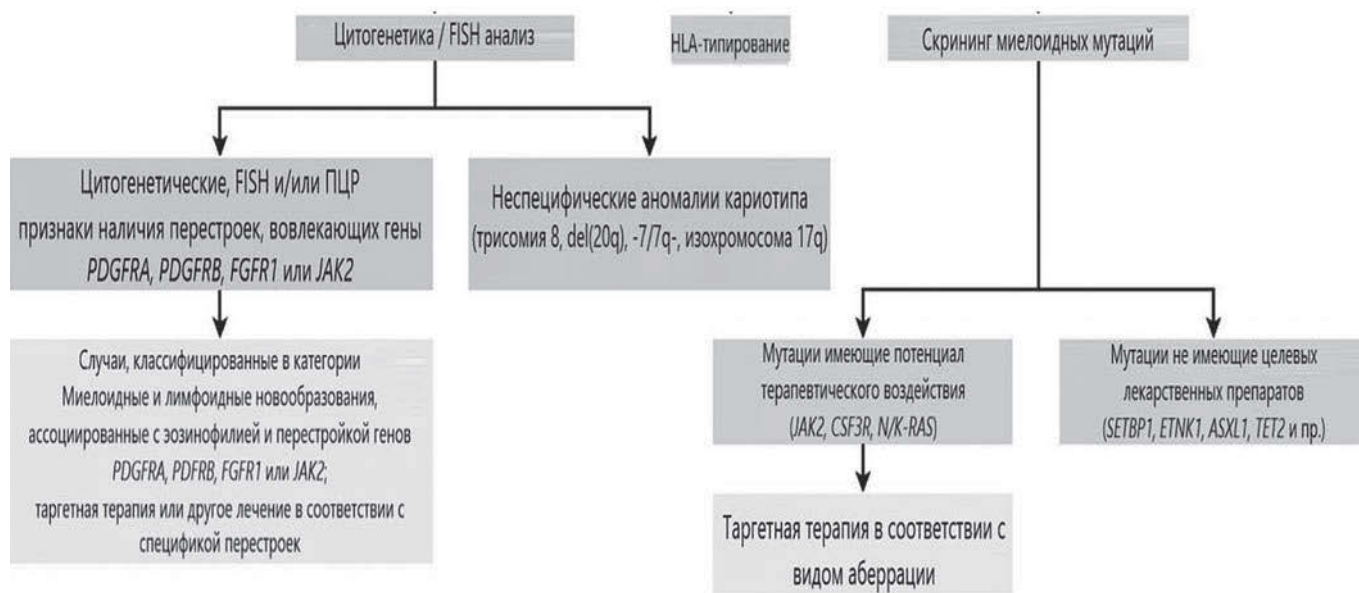 Цитогенетика / FISH анализ
HLA-типирование
Скрининг миелоидных мутаций
Цитогенетические, FISH и/или ПЦР
признаки наличия перестроек, вовлекающих гены
PDGFRA, PDGFRB, FGFR1 или JAK2
Неспецифические аномалии кариотипа
(трисомия 8, del(20q), -7/7q-, изохромосома 17q)
Случаи, классифицированные в категории
Миелоидные и лимфоидные новообразования,
ассоциированные с эозинофилией и перестройкой генов
PDGFRA, PDFRB, FGFR1 или JAK2;
таргетная терапия или другое лечение в соответствии с
спецификой перестроек
Мутации имеющие потенциал
терапевтического воздействия
(JAK2, CSF3R, N/K-RAS)
Мутации не имеющие целевых
лекарственных препаратов
(SETBP1, ETNK1, ASXL1, TET2 и пр.)
Таргетная терапия в соответствии с
видом аберрации